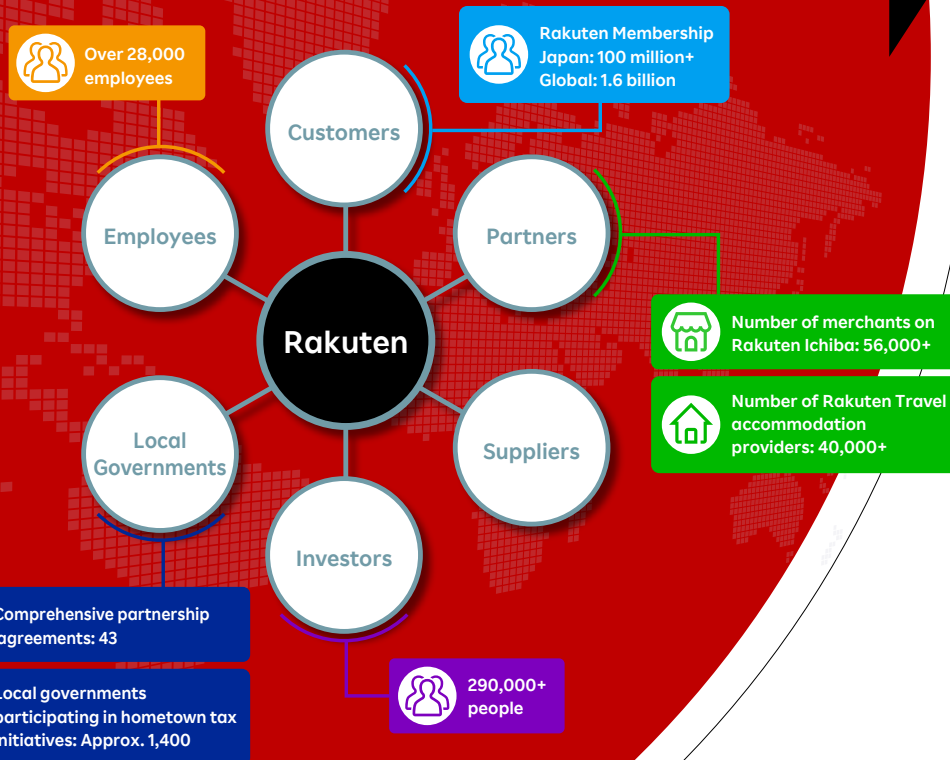 Over 28,000
employees
Rakuten Membership
Japan: 100 million+
Global: 1.6 billion
Customers
Employees
Partners
Rakuten
Number of merchants on
Rakuten Ichiba: 56,000+
Number of Rakuten Travel
accommodation
providers: 40,000+
Local
Governments
Suppliers
Investors
Comprehensive partnership
agreements: 43
Local governments
participating in hometown tax
initiatives: Approx. 1,400
290,000+
people